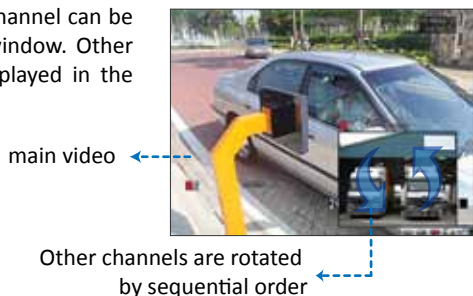 hannel can be
window. Other
played in the
main video
Other channels are rotated
by sequential order